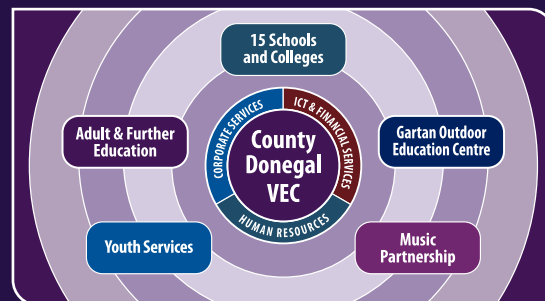 15 Schools
and Colleges
Adult & Further
Education
CORPORATE SERVICES
ICT & FINANCIAL SERVICES
County
Donegal
VEC
HUMAN RESOURCES
Gartan Outdoor
Education Centre
Youth Services
Music
Partnership